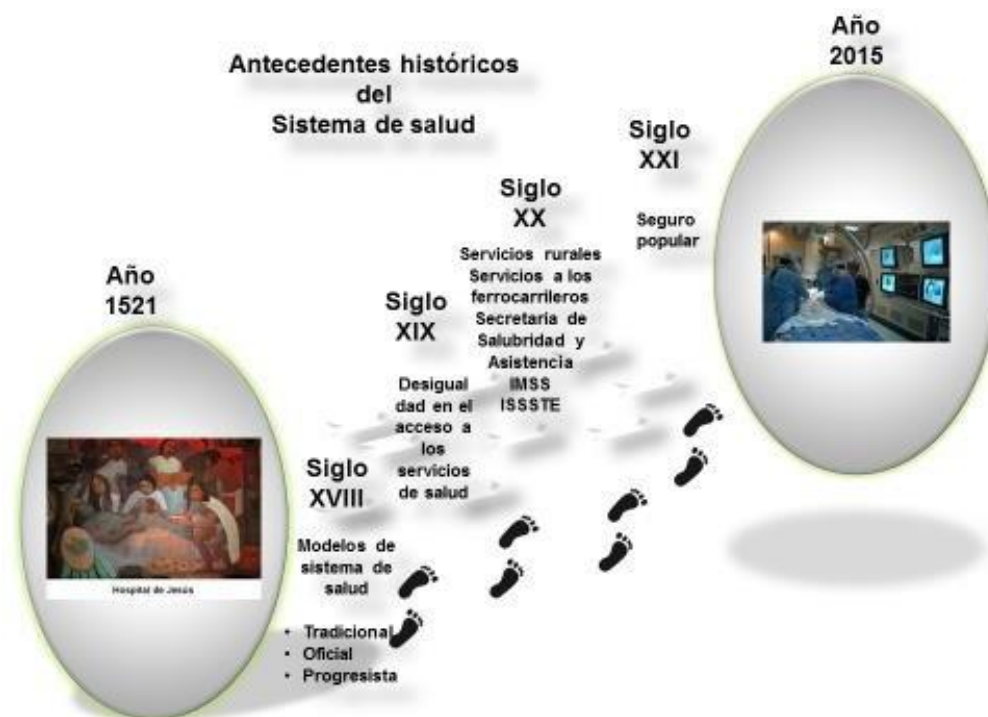 Antecedentes históricos
del
Sistema de salud
Año
1521
Hospital de Jesús
Siglo
XVIII
Modelos de
sistema de
salud
• Tradicional
• Oficial
• Progresista
Siglo
XIX
Desigual
dad en el
acceso a
los
servicios
de salud
Siglo
XX
Servicios rurales
Servicios a los
ferrocarrileros
Secretaria de
Salubridad y
Asistencia
IMSS
ISSSTE
Siglo
XXI
Seguro
popular
Año
2015